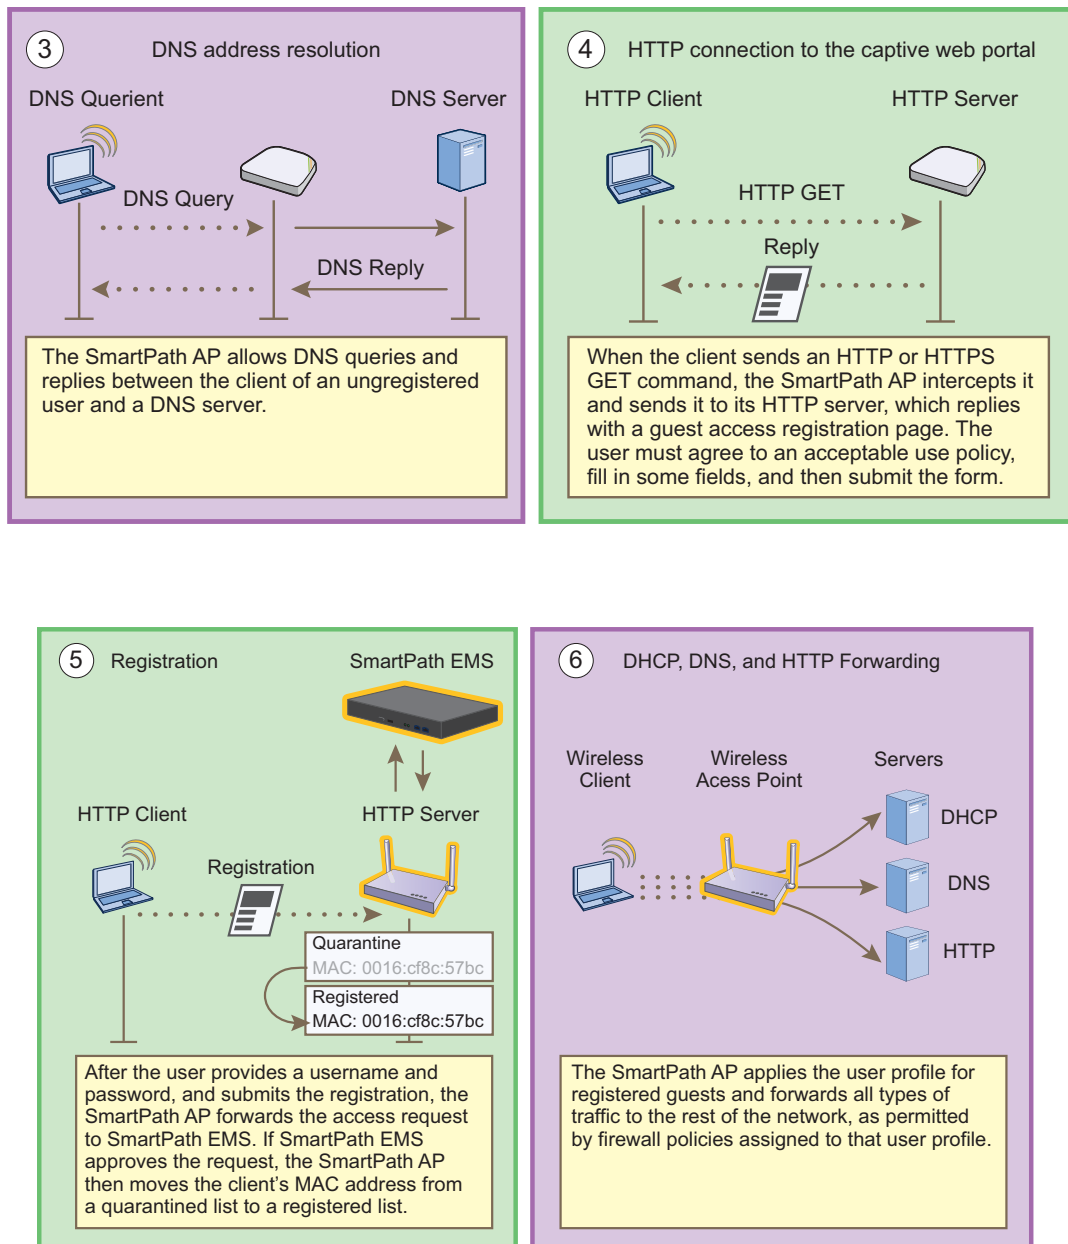 3
DNS address resolution
DNS Querient
DNS Server
DNS Query
DNS Reply
The SmartPath AP allows DNS queries and
replies between the client of an ungregistered
user and a DNS server.
4
HTTP connection to the captive web portal
HTTP Client
HTTP Server
HTTP GET
Reply
When the client sends an HTTP or HTTPS
GET command, the SmartPath AP intercepts it
and sends it to its HTTP server, which replies
with a guest access registration page. The
user must agree to an acceptable use policy,
fill in some fields, and then submit the form.
5
Registration
SmartPath EMS
HTTP Client
HTTP Server
Registration
Quarantine
MAC: 0016:cf8c:57bc
Registered
MAC: 0016:cf8c:57bc
After the user provides a username and
password, and submits the registration, the
SmartPath AP forwards the access request
to SmartPath EMS. If SmartPath EMS
approves the request, the SmartPath AP
then moves the client’s MAC address from
a quarantined list to a registered list.
6
DHCP, DNS, and HTTP Forwarding
Wireless
Client
Wireless
Acess Point
Servers
DHCP
DNS
HTTP
The SmartPath AP applies the user profile for
registered guests and forwards all types of
traffic to the rest of the network, as permitted
by firewall policies assigned to that user profile.